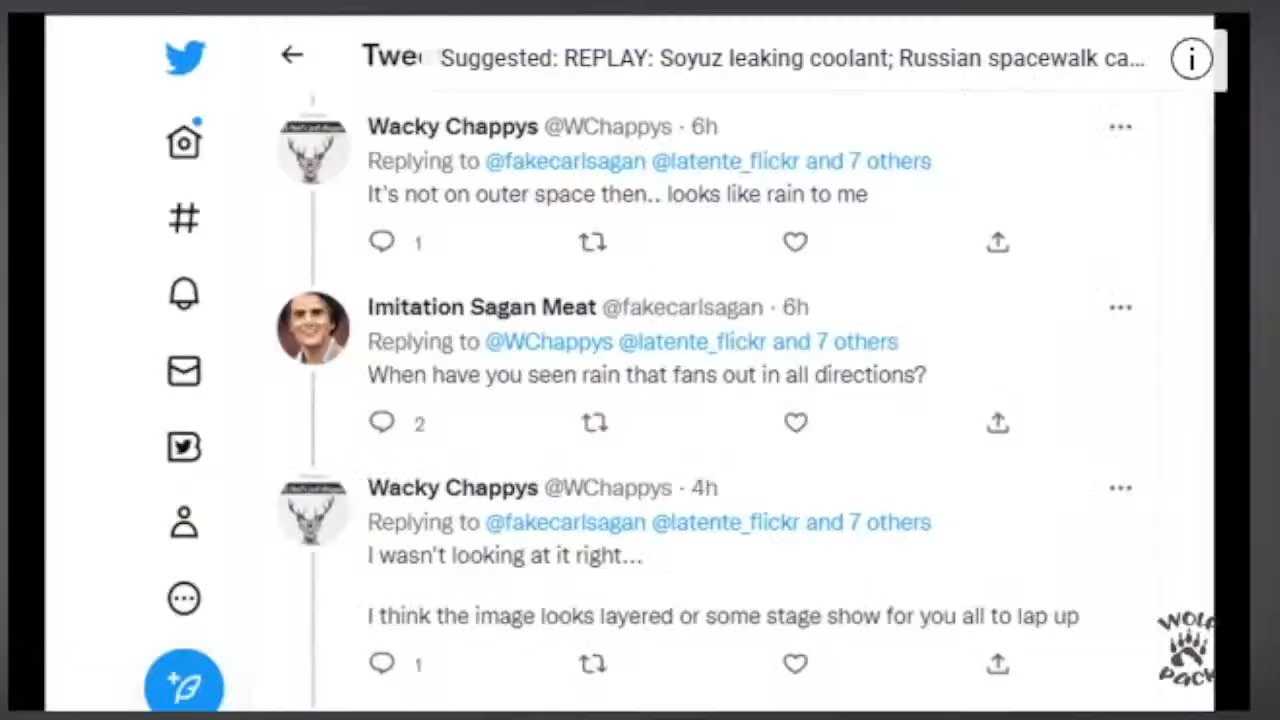 Suggested: REPLAY: Soyuz leaking coolant; Russian spacewalk ca...
Wacky Chappys @WChappys · 6h
Replying to @fakecarlsagan @latente_flickr and 7 others
It's not on outer space then.. looks like rain to me
1
Imitation Sagan Meat @fakecarlsagan · 6h
Replying to @WChappys @latente_flickr and 7 others
When have you seen rain that fans out in all directions?
2
Wacky Chappys @WChappys · 4h
Replying to @fakecarlsagan @latente_flickr and 7 others
I wasn't looking at it right...
I think the image looks layered or some stage show for you all to lap up
1
WOLF
PACK